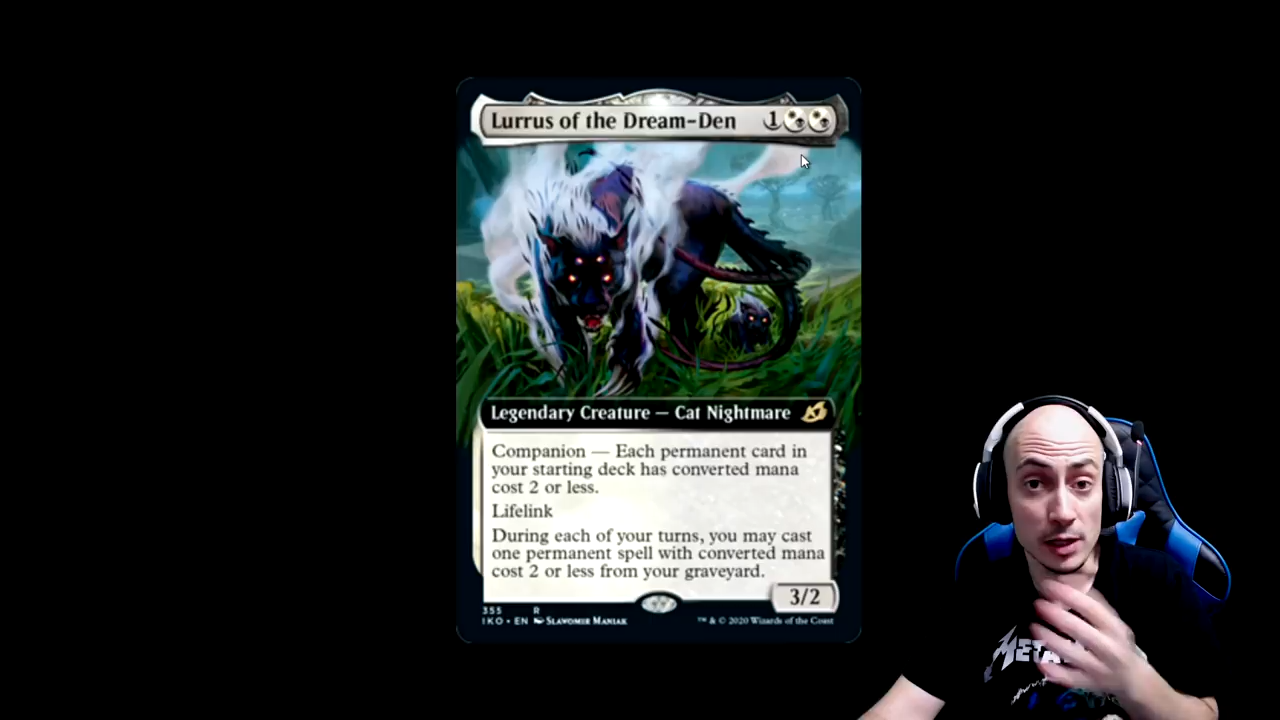 Lurrus of the Dream-Den 1
Legendary Creature — Cat Nightmare
Companion — Each permanent card in
your starting deck has converted mana
cost 2 or less.
Lifelink
During each of your turns, you may cast
one permanent spell with converted mana
cost 2 or less from your graveyard.
3/2
355 R
IKO • EN SLAWOMIR MANIAK ™ & © 2020 Wizards of the Coast